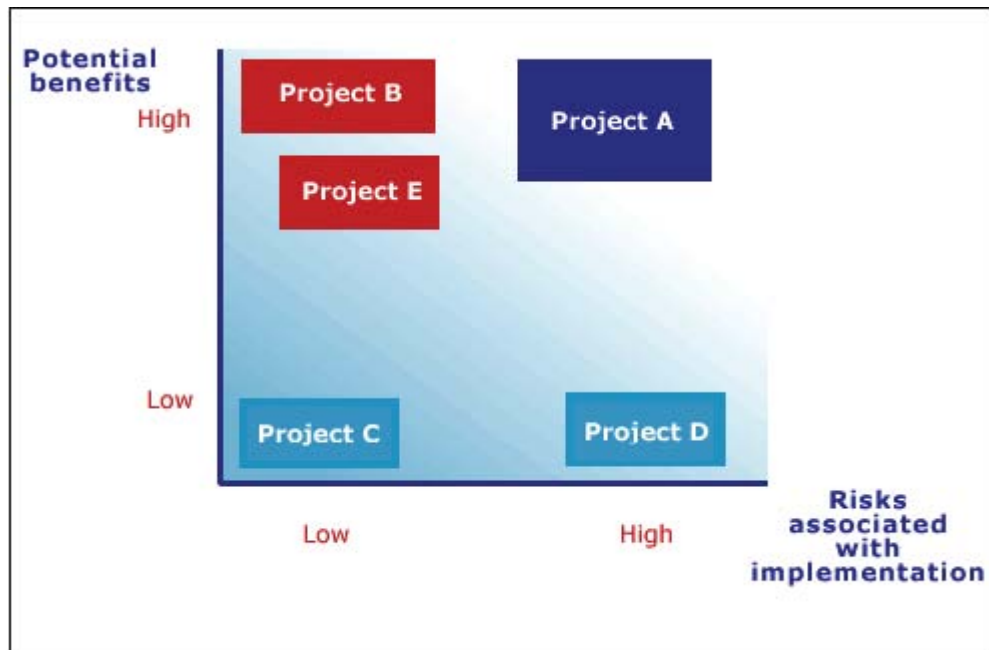 Potential
benefits
High
Project B
Project A
Project E
Low
Project C
Project D
Low
High
Risks
associated
with
implementation